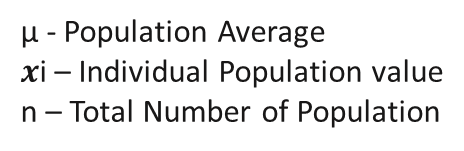 μ - Population Average
xi – Individual Population value
n – Total Number of Population